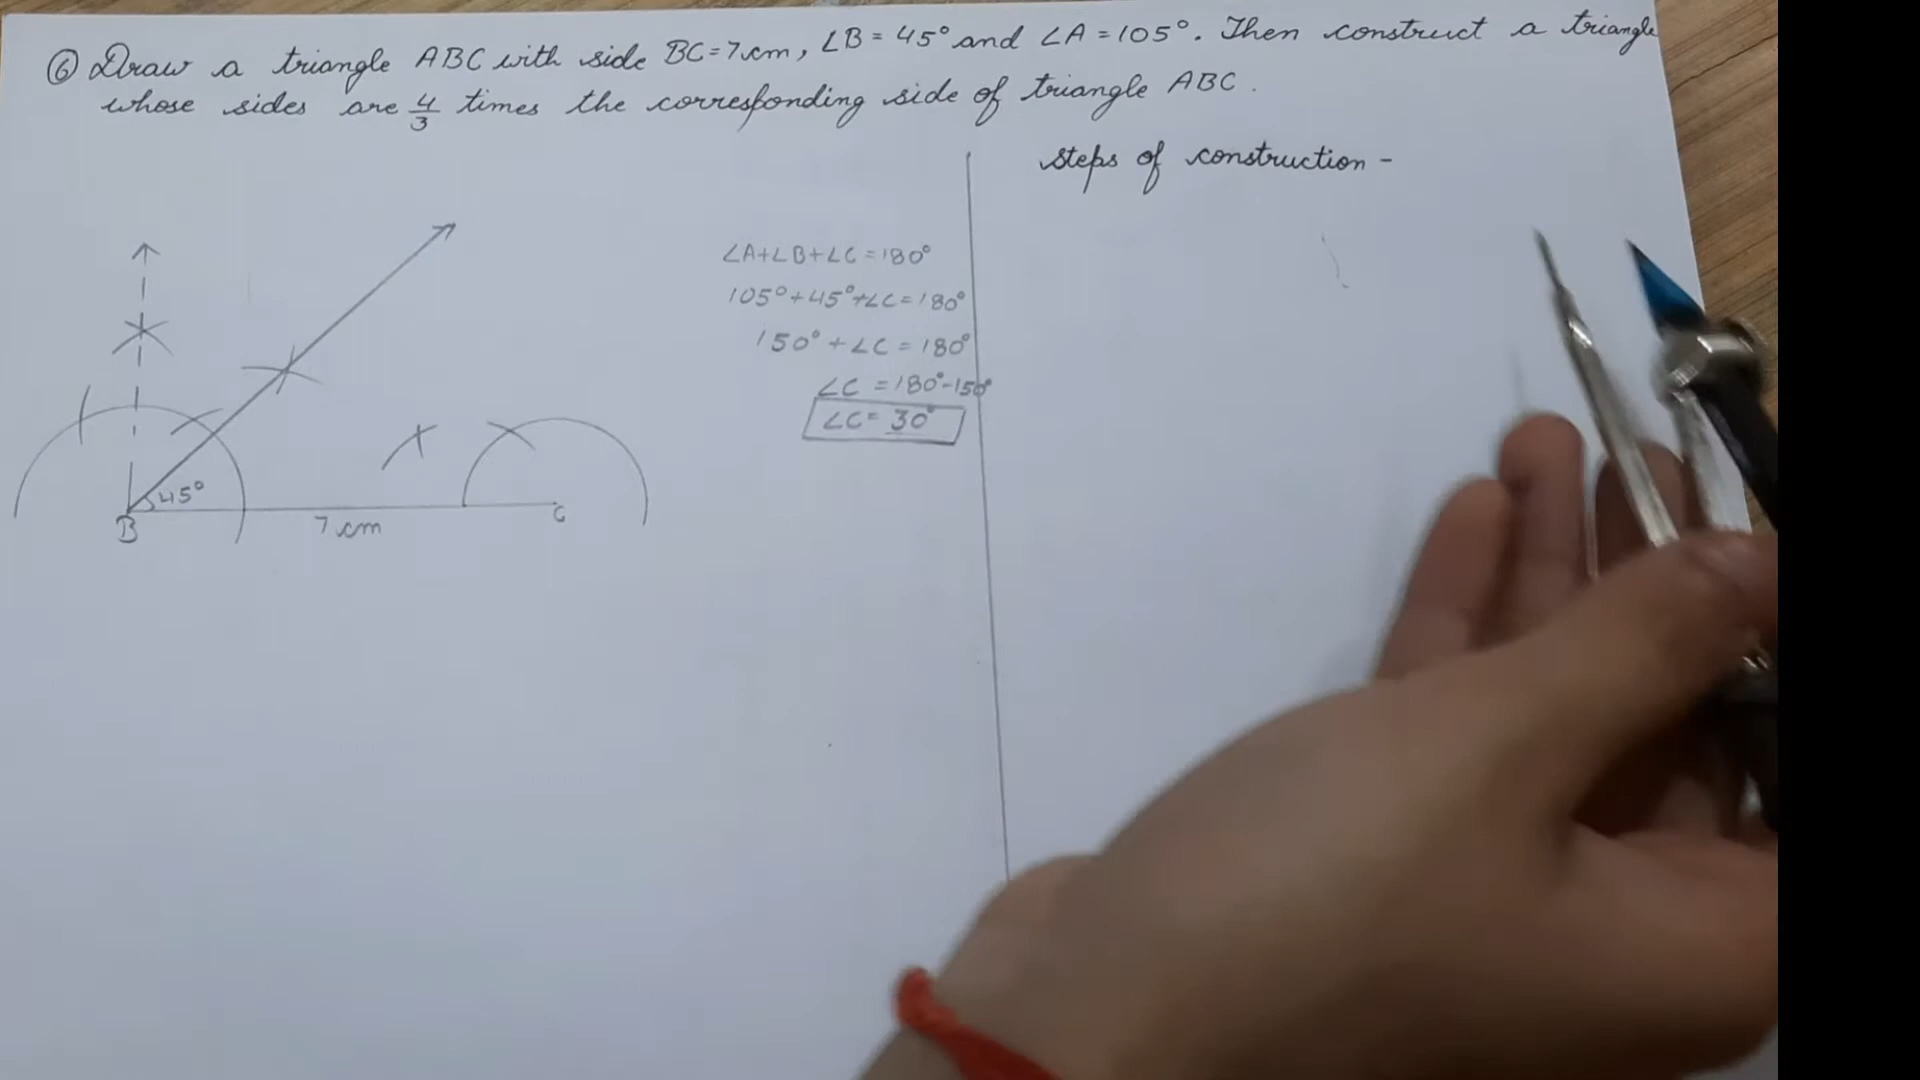 ⑥ Draw a triangle ABC with side BC = 7cm, ∠B = 45° and ∠A = 105°. Then construct a triangle
whose sides are 4/3 times the corresponding side of triangle ABC.
steps of construction -
∠A+∠B+∠C=180°
105°+45°+∠C=180°
150°+∠C=180°
∠C =180°-150°
∠C= 30°
45°
B
7 cm
C